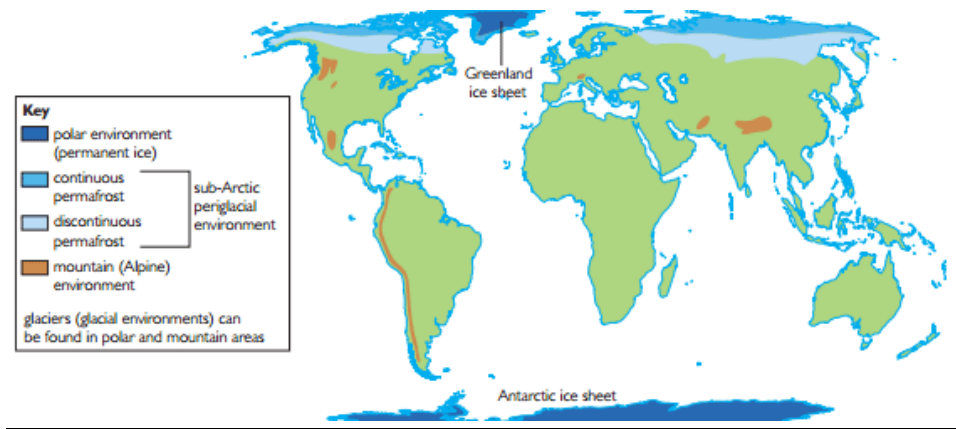 Greenland
ice sheet
Key
polar environment
(permanent ice)
continuous
permafrost
sub-Arctic
periglacial
environment
discontinuous
permafrost
mountain (Alpine)
environment
glaciers (glacial environments) can
be found in polar and mountain areas
Antarctic ice sheet